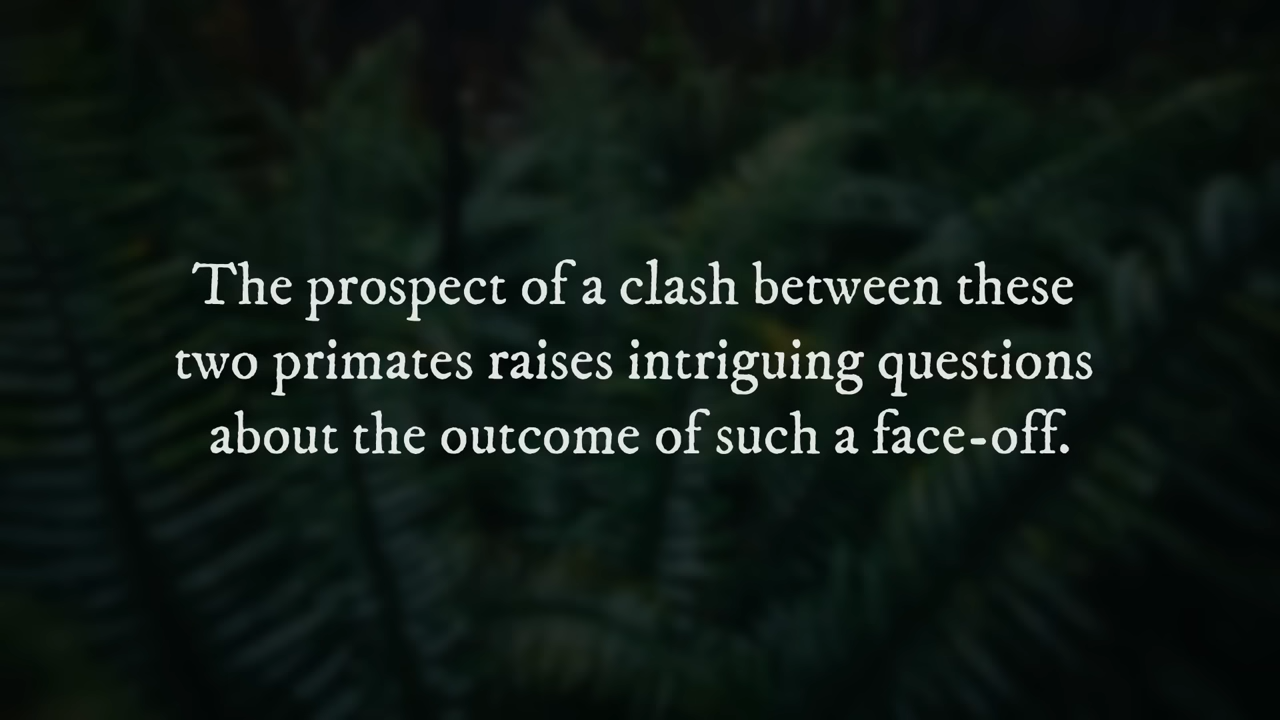 The prospect of a clash between these
two primates raises intriguing questions
about the outcome of such a face-off.